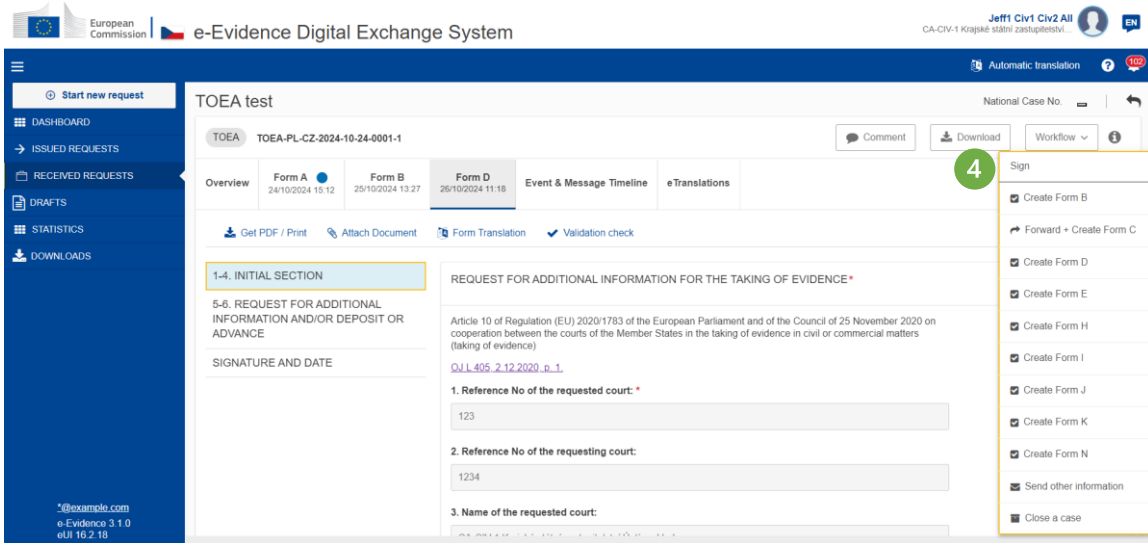 European
Commission
e-Evidence Digital Exchange System
Jeff1 Civ1 Civ2 All
CA-CIV-1 Krajské státní zastupitelství...
EN
Automatic translation
?
102
Start new request
DASHBOARD
ISSUED REQUESTS
RECEIVED REQUESTS
DRAFTS
STATISTICS
DOWNLOADS
*@example.com
e-Evidence 3.1.0
eUI 16.2.18
TOEA test
National Case No.
TOEA TOEA-PL-CZ-2024-10-24-0001-1
Comment
Download
Workflow
Overview
Form A
24/10/2024 15:12
Form B
25/10/2024 13:27
Form D
26/10/2024 11:18
Event & Message Timeline
eTranslations
Get PDF / Print
Attach Document
Form Translation
Validation check
1-4. INITIAL SECTION
5-6. REQUEST FOR ADDITIONAL
INFORMATION AND/OR DEPOSIT OR
ADVANCE
SIGNATURE AND DATE
REQUEST FOR ADDITIONAL INFORMATION FOR THE TAKING OF EVIDENCE*
Article 10 of Regulation (EU) 2020/1783 of the European Parliament and of the Council of 25 November 2020 on
cooperation between the courts of the Member States in the taking of evidence in civil or commercial matters
(taking of evidence)
OJ L 405, 2.12.2020, p. 1.
1. Reference No of the requested court: *
123
2. Reference No of the requesting court:
1234
3. Name of the requested court:
4
Sign
Create Form B
Forward + Create Form C
Create Form D
Create Form E
Create Form H
Create Form I
Create Form J
Create Form K
Create Form N
Send other information
Close a case